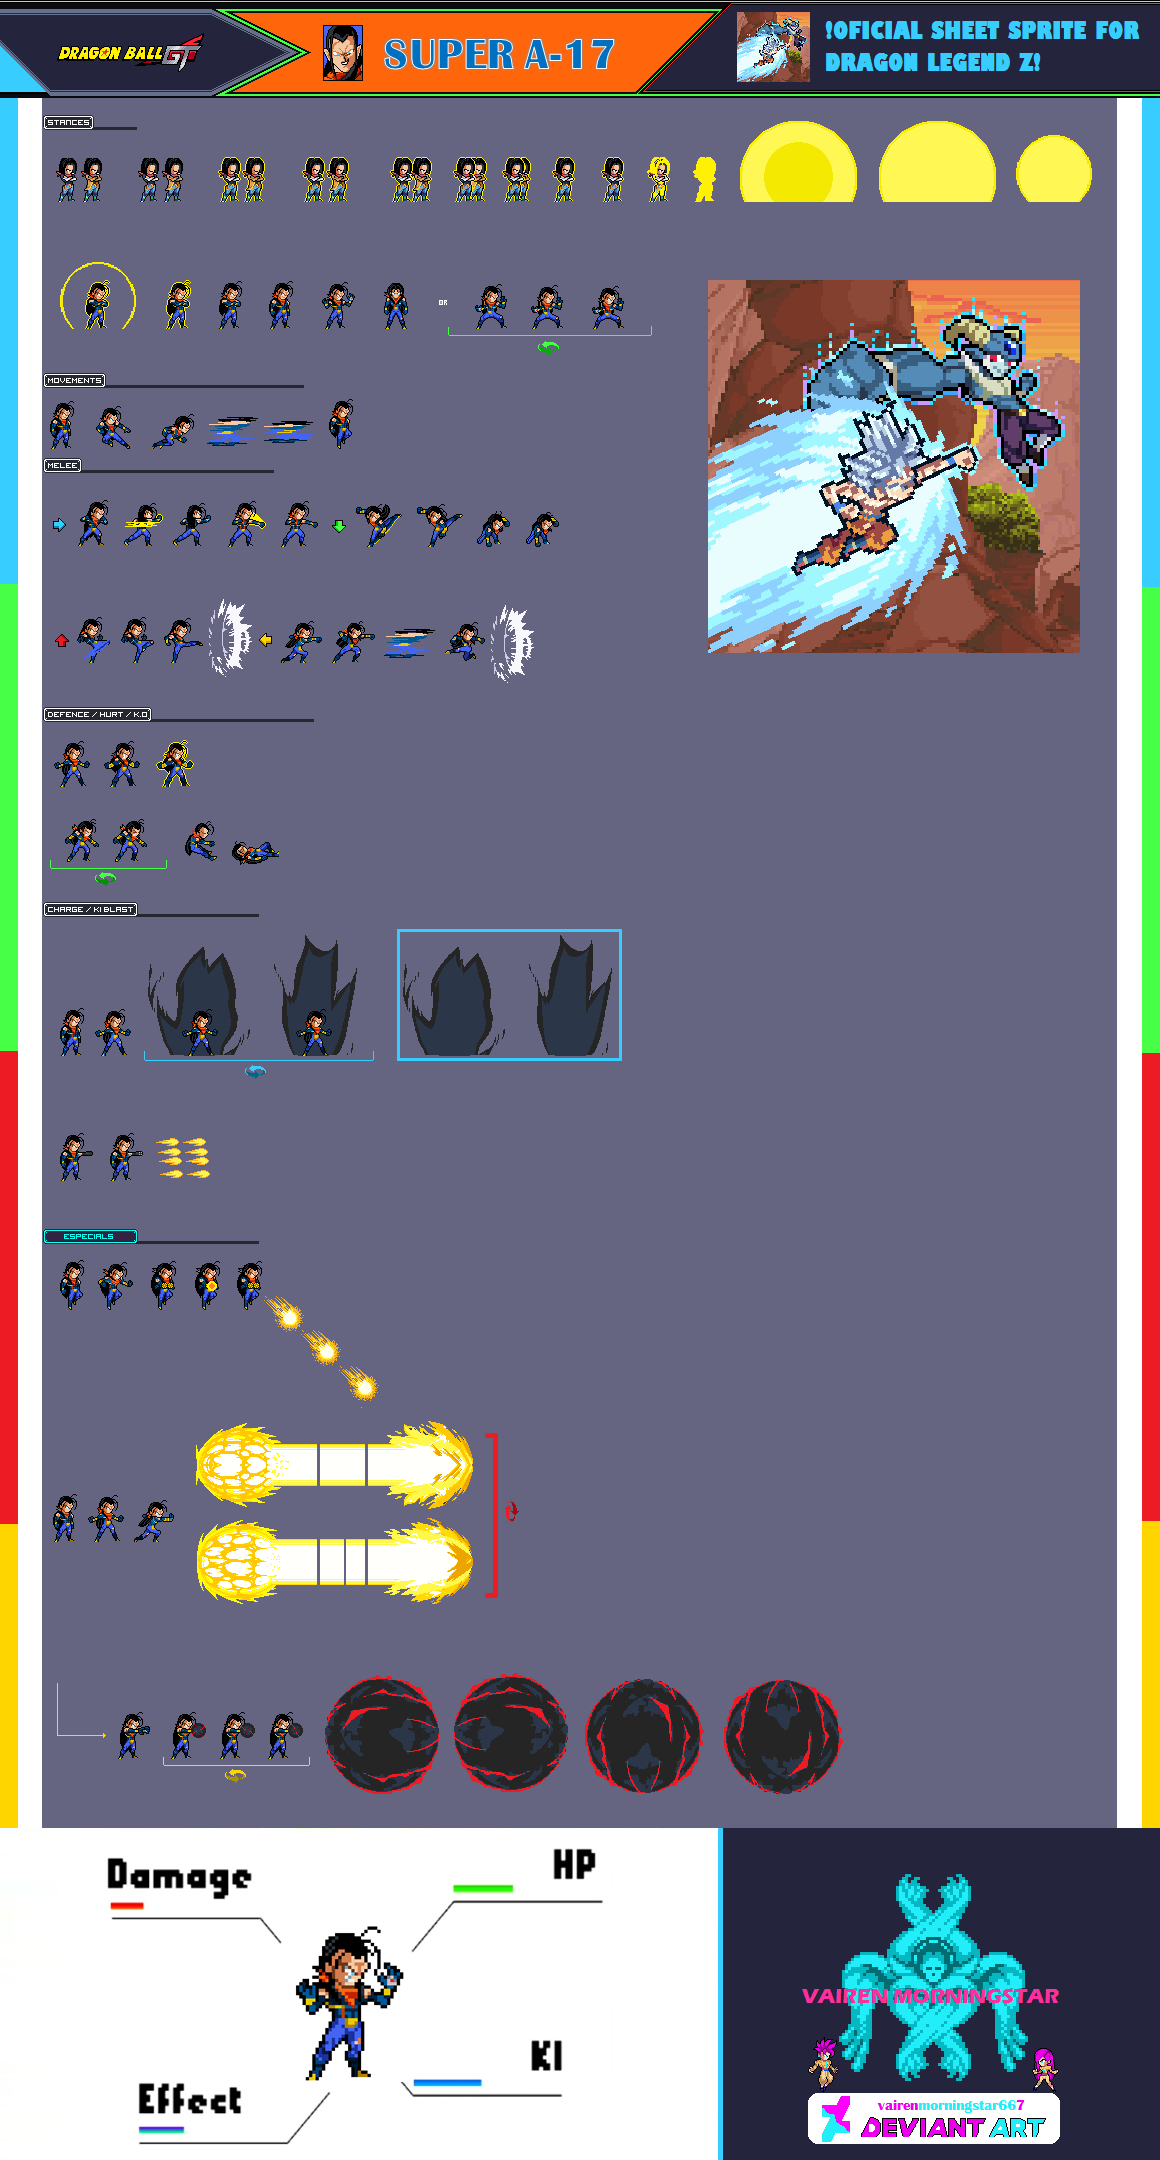 DRAGON BALL GT
SUPER A-17
!OFICIAL SHEET SPRITE FOR
DRAGON LEGEND Z!
STANCES
OR
MOVEMENTS
MELEE
DEFENCE / HURT / K.O
CHARGE / KI BLAST
ESPECIALS
Damage
HP
KI
Effect
VAIREN MORNINGSTAR
vairenmorningstar667
DEVIANT ART